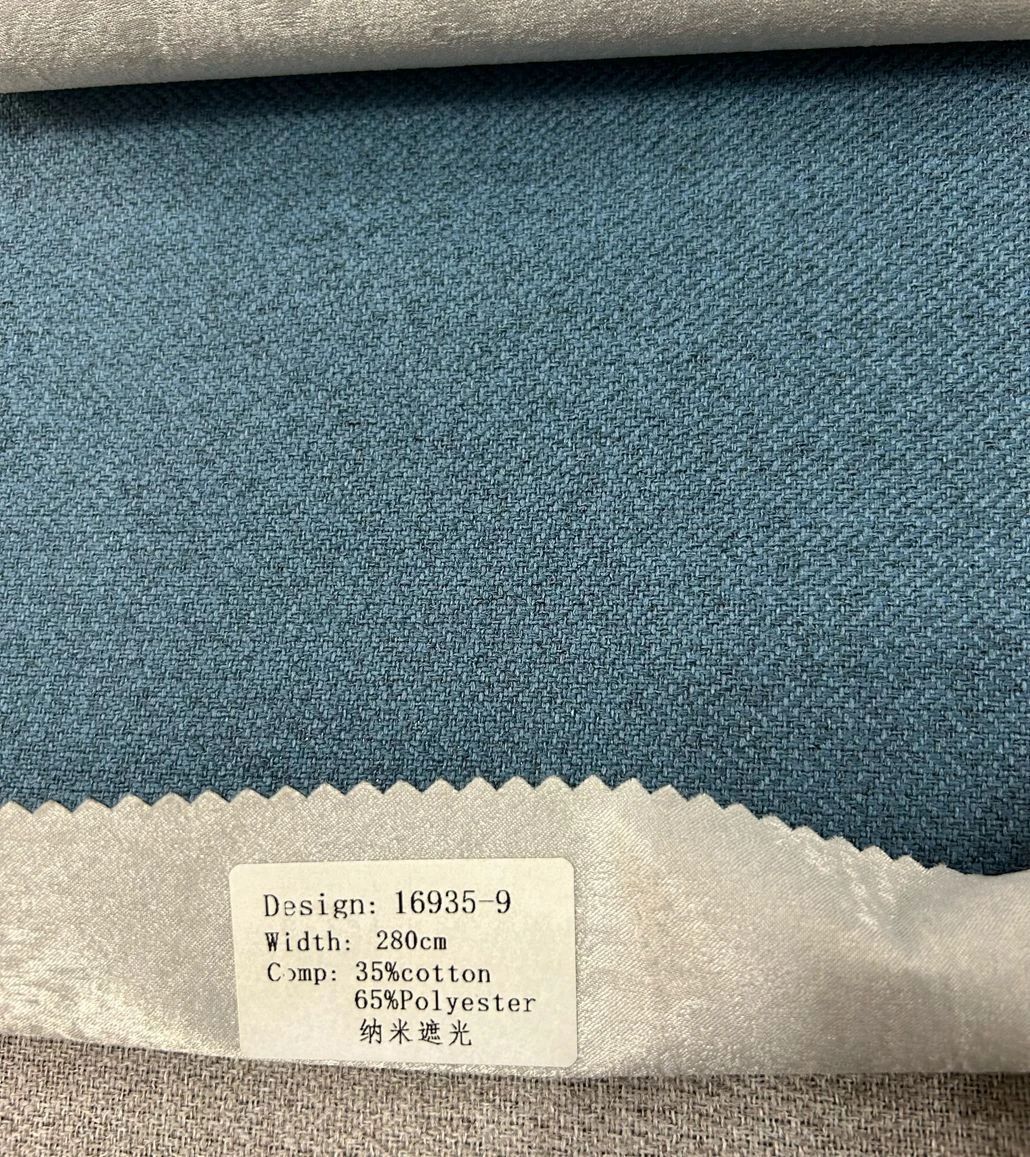 Design: 16935-9
Width: 280cm
Comp: 35%cotton
65%Polyester
纳米遮光